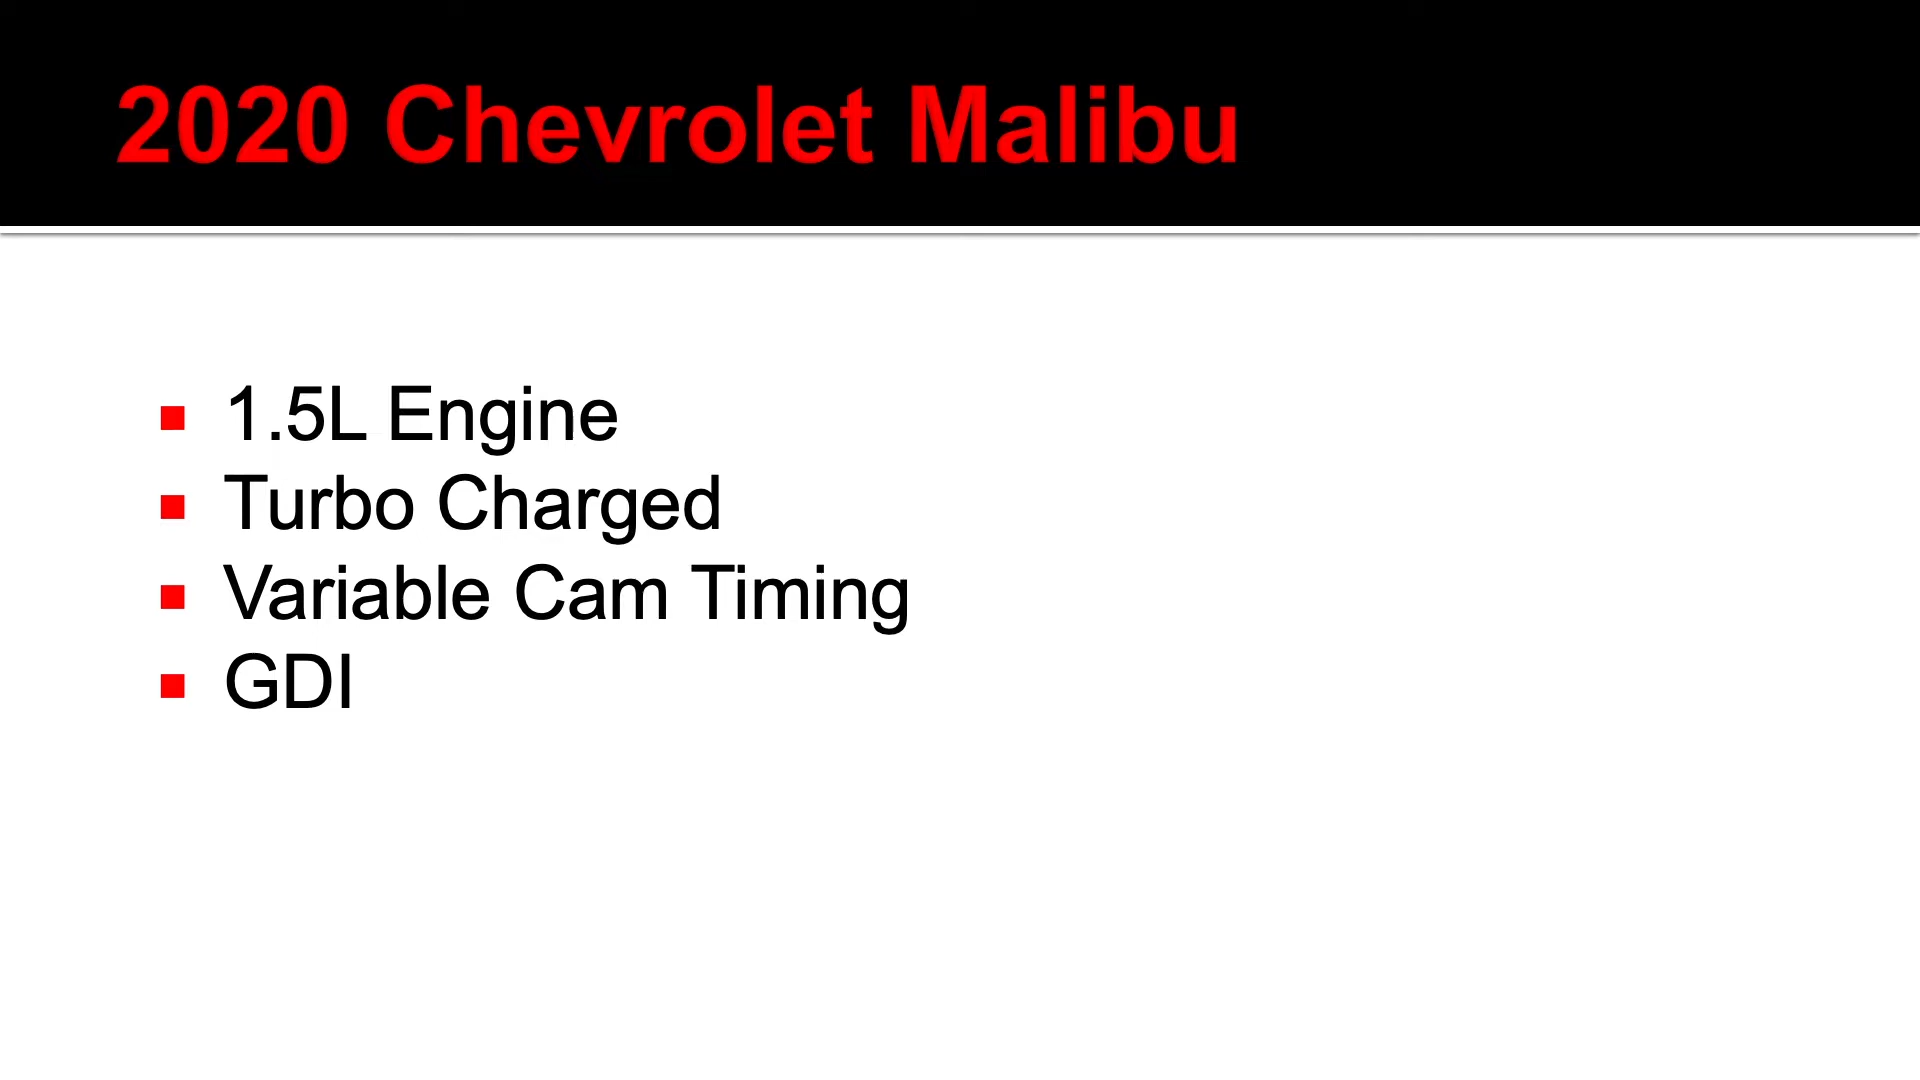 2020 Chevrolet Malibu
1.5L Engine
Turbo Charged
Variable Cam Timing
GDI